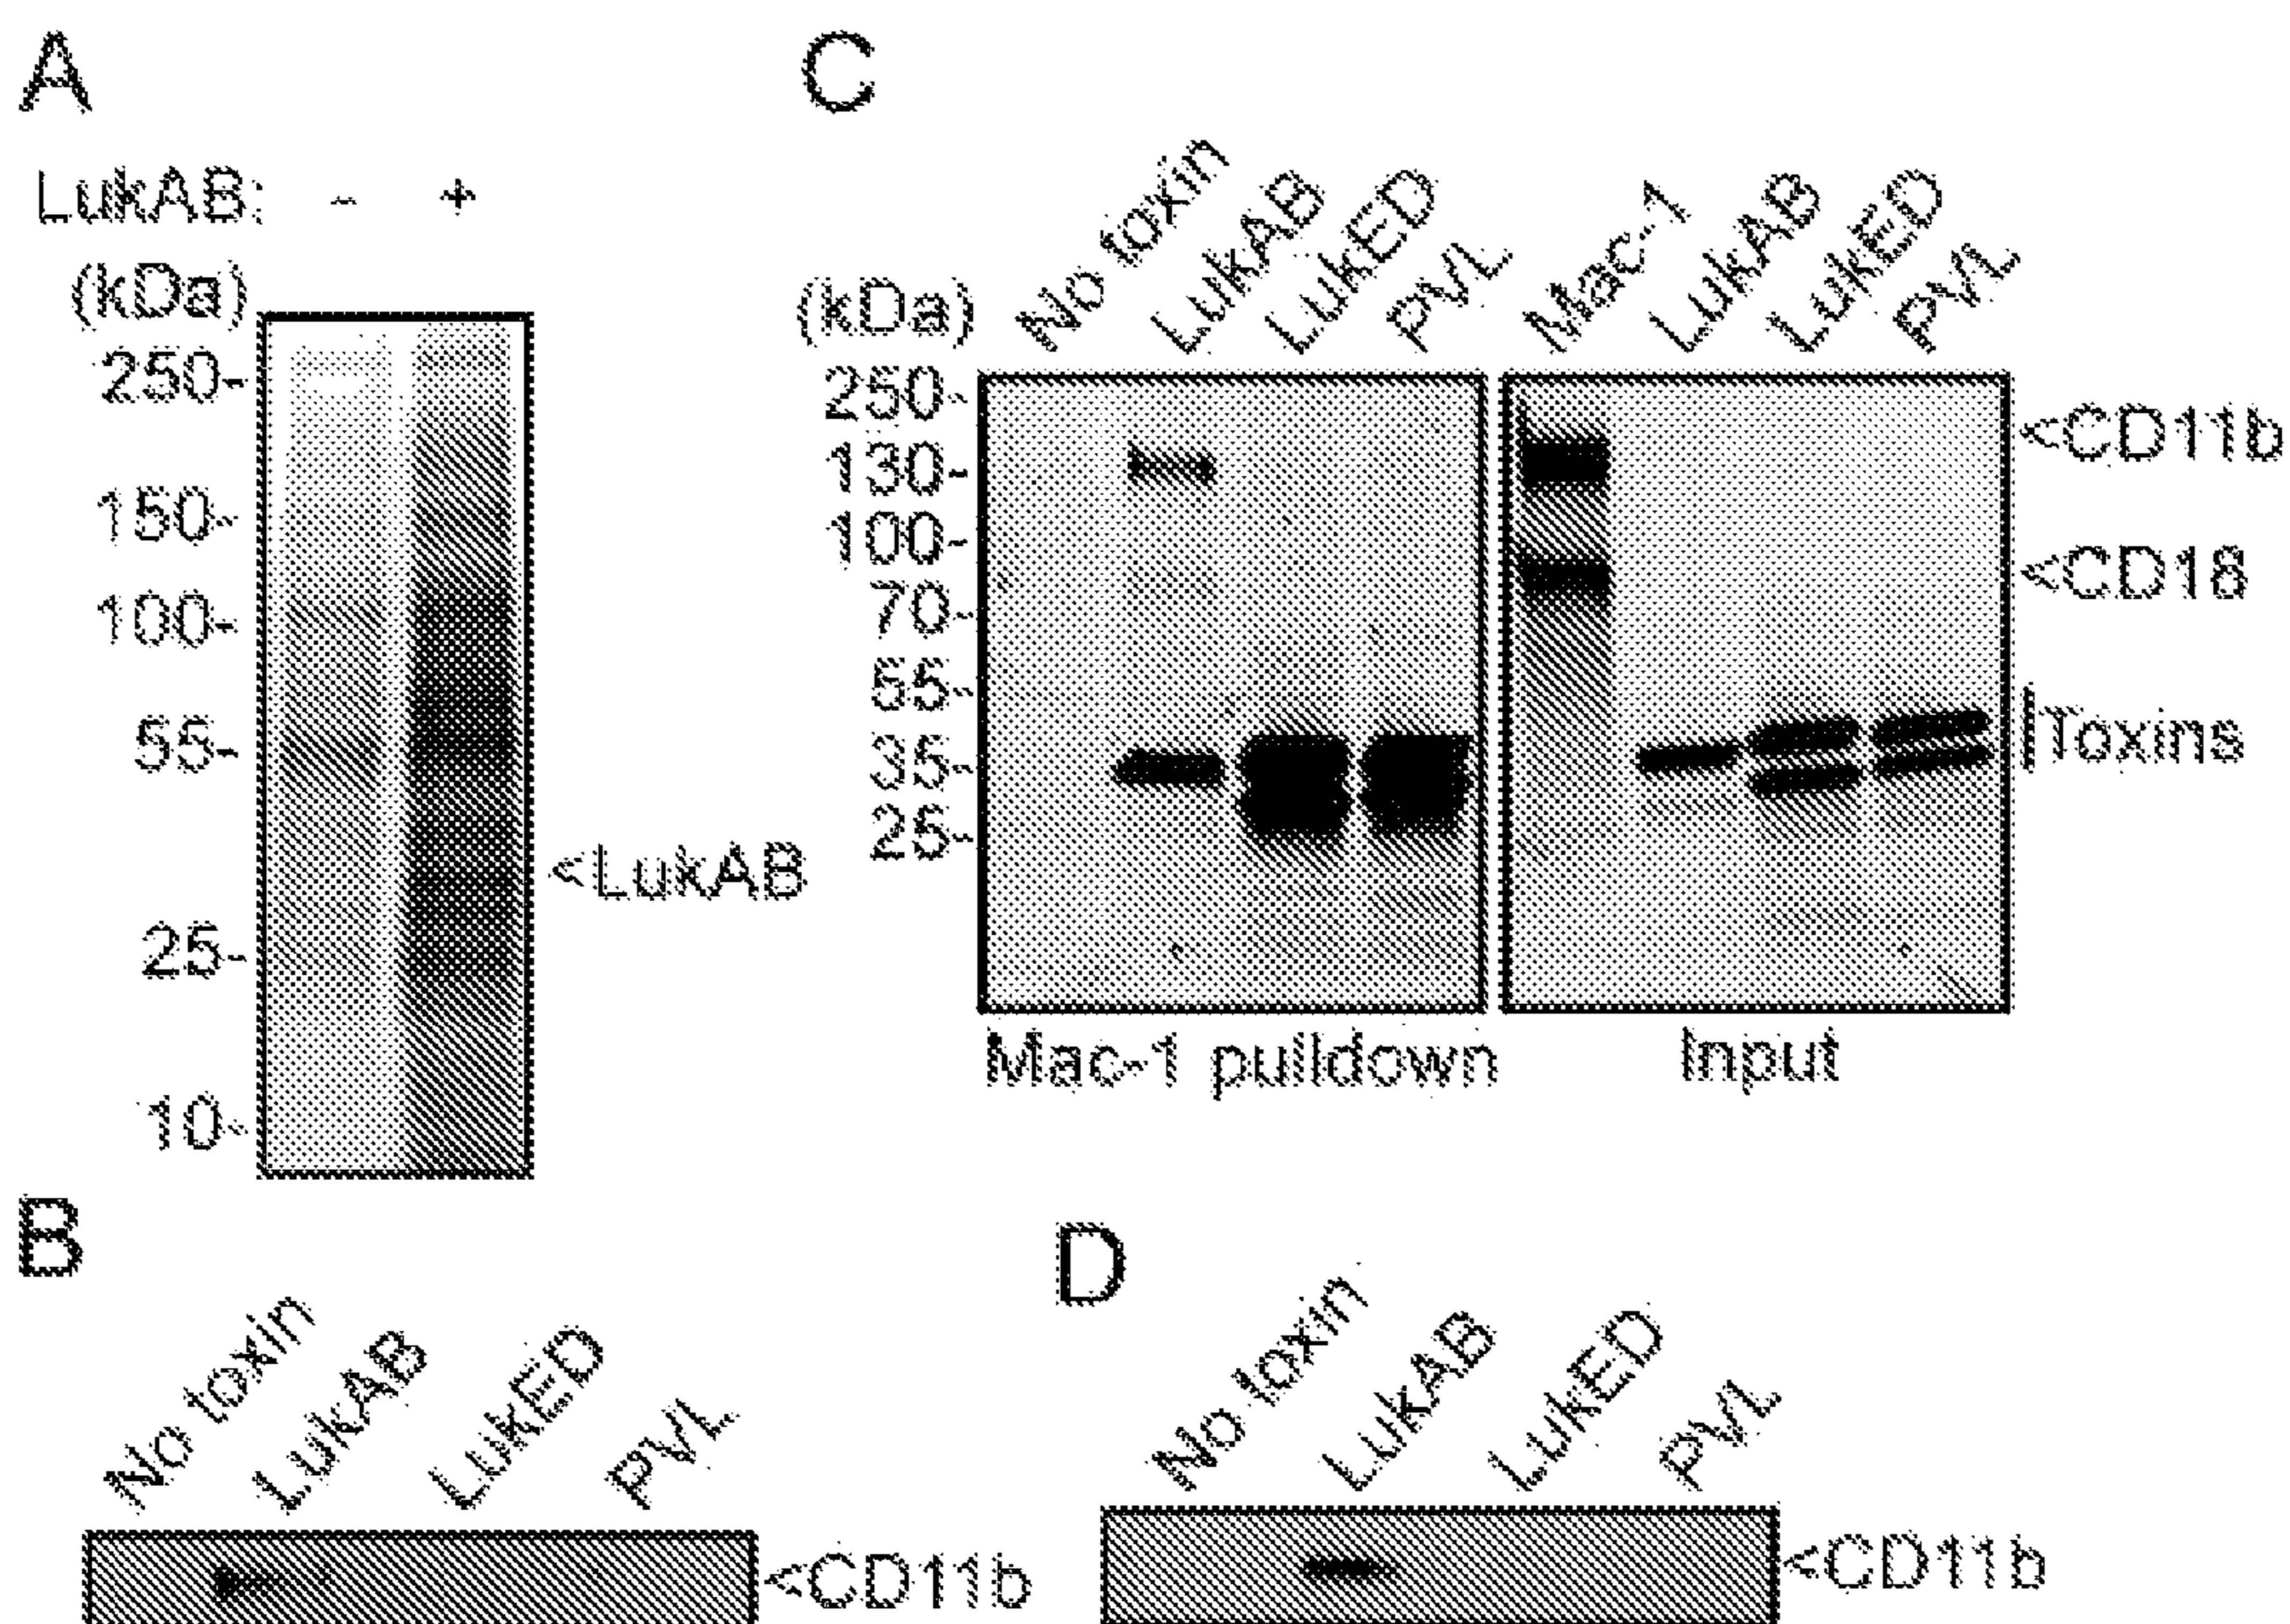 A
LukAB: - +
(kDa)
250-
150-
100-
55-
<LukAB
25-
10-
C
No toxin LukAB LukED PVL Mac-1 LukAB LukED PVL
(kDa)
250-
130-
100-
70-
55-
35-
25-
<CD11b
<CD18
Toxins
Mac-1 pulldown Input
B
No toxin LukAB LukED PVL
<CD11b
D
No toxin LukAB LukED PVL
<CD11b